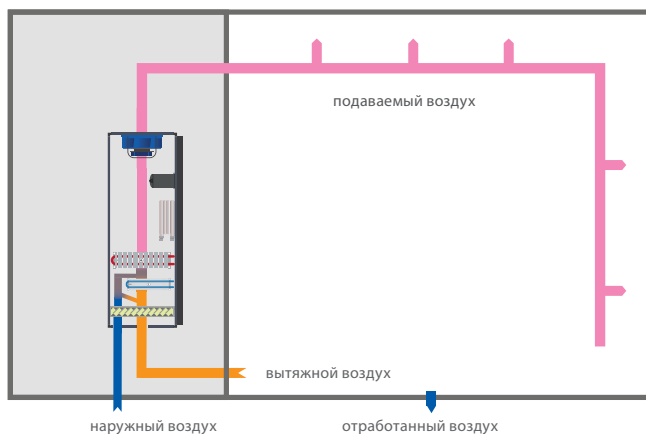 подаваемый воздух
вытяжной воздух
наружный воздух
отработанный воздух